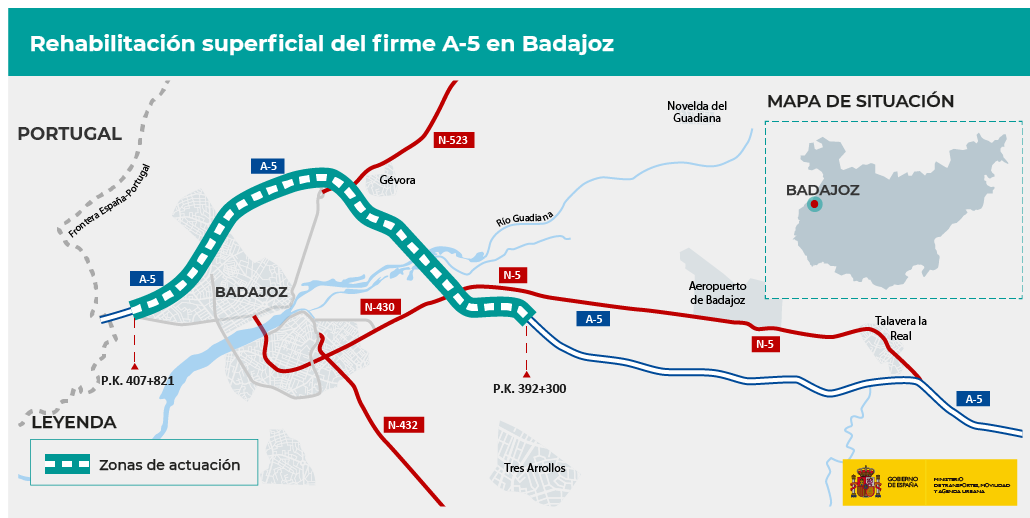 Rehabilitación superficial del firme A-5 en Badajoz
PORTUGAL
Frontera España-Portugal
A-5
A-5
N-523
Gévora
Novelda del
Guadiana
Río Guadiana
MAPA DE SITUACIÓN
BADAJOZ
BADAJOZ
N-430
N-5
A-5
Aeropuerto
de Badajoz
N-5
Talavera la
Real
A-5
P.K. 407+821
P.K. 392+300
N-432
Tres Arrollos
LEYENDA
Zonas de actuación
GOBIERNO
DE ESPAÑA
MINISTERIO
DE TRANSPORTES, MOVILIDAD
Y AGENDA URBANA